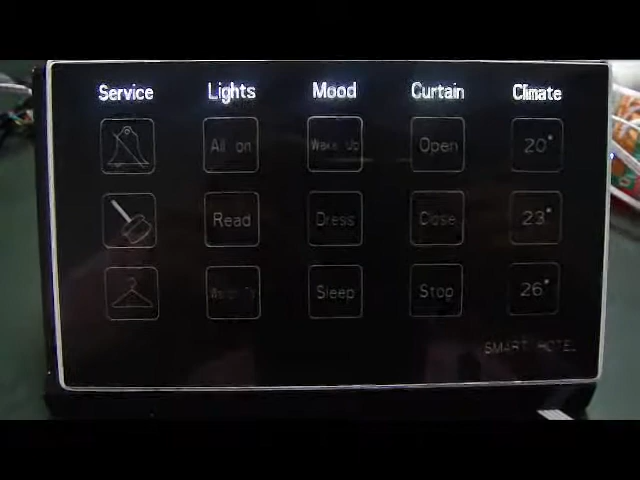 Service Lights Mood Curtain Climate
All on Wake Up Open 20°
Read Dress Close 23°
Sleep Stop 26°
SMART HOTEL